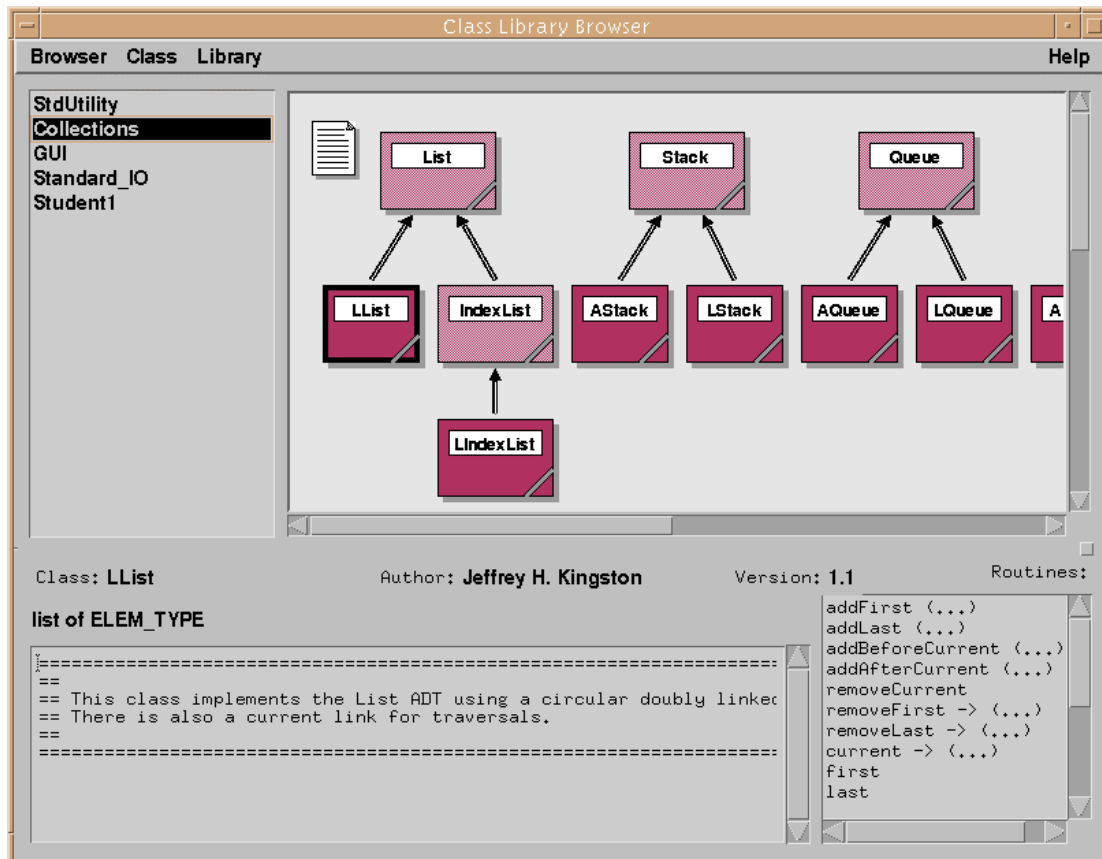 Class Library Browser
Browser Class Library Help
StdUtility
Collections
GUI
Standard_IO
Student1
List Stack Queue
LList IndexList AStack LStack AQueue LQueue A
LIndexList
Class: LList Author: Jeffrey H. Kingston Version: 1.1 Routines:
list of ELEM_TYPE
=====================================================================
==
== This class implements the List ADT using a circular doubly linked
== There is also a current link for traversals.
==
=====================================================================
addFirst (...)
addLast (...)
addBeforeCurrent (...)
addAfterCurrent (...)
removeCurrent
removeFirst -> (...)
removeLast -> (...)
current -> (...)
first
last